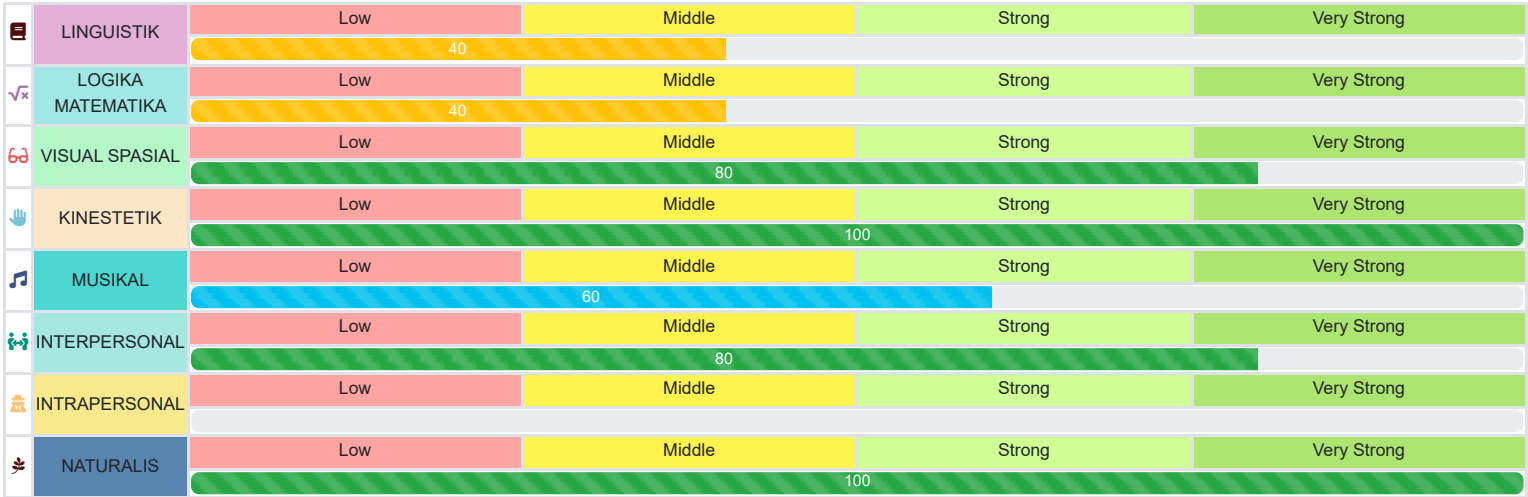 LINGUISTIK
Low Middle Strong Very Strong
40
LOGIKA
MATEMATIKA
Low Middle Strong Very Strong
40
VISUAL SPASIAL
Low Middle Strong Very Strong
80
KINESTETIK
Low Middle Strong Very Strong
100
MUSIKAL
Low Middle Strong Very Strong
60
INTERPERSONAL
Low Middle Strong Very Strong
80
INTRAPERSONAL
Low Middle Strong Very Strong
NATURALIS
Low Middle Strong Very Strong
100